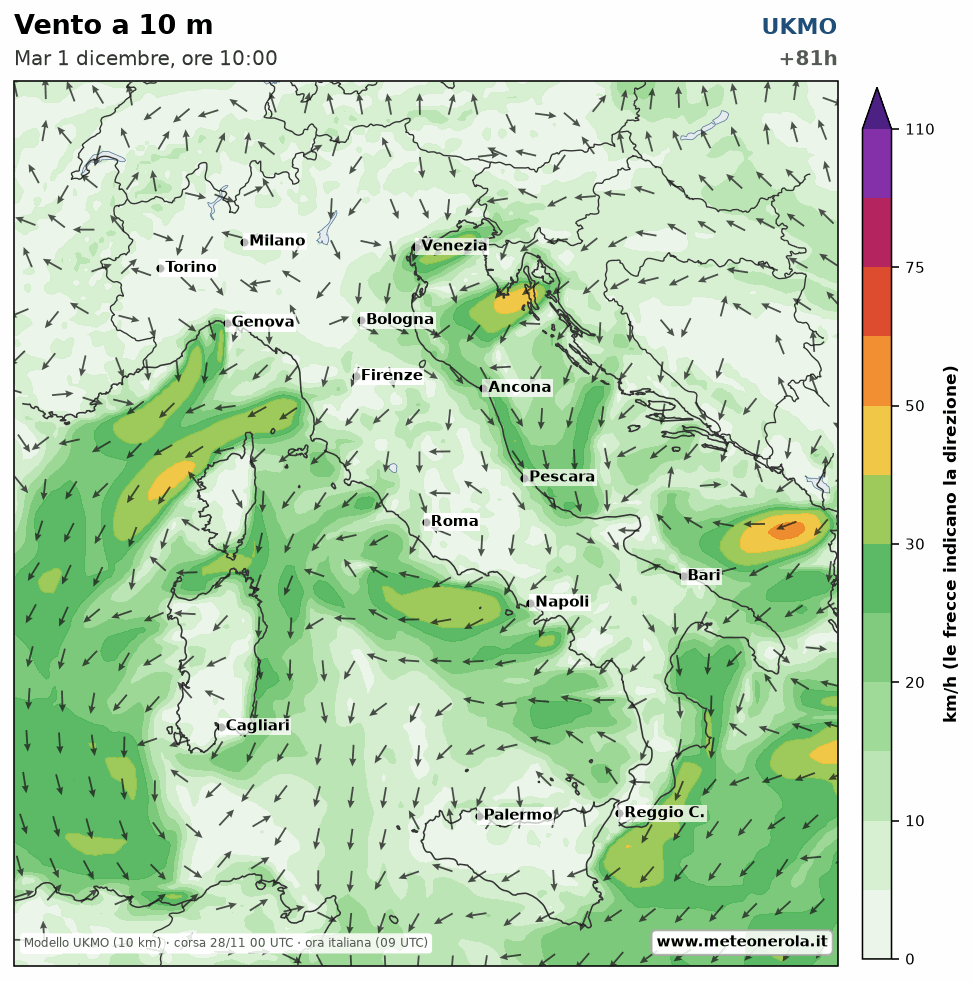 Vento a 10 m
UKMO
Mar 1 dicembre, ore 10:00
+81h
110
75
50
30
20
10
0
km/h (le frecce indicano la direzione)
Venezia
Milano
Torino
Genova
Bologna
Firenze
Ancona
Pescara
Roma
Bari
Napoli
Cagliari
Palermo
Reggio C.
Modello UKMO (10 km) · corsa 28/11 00 UTC · ora italiana (09 UTC)
www.meteonerola.it